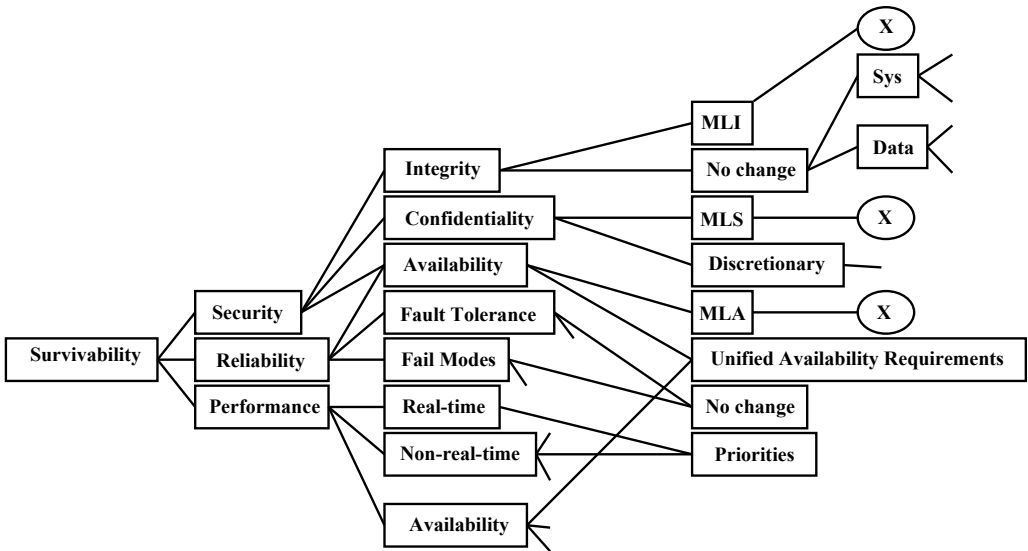 X
Sys
MLI
Data
Integrity
No change
Confidentiality
MLS
X
Availability
Discretionary
Security
Fault Tolerance
MLA
X
Survivability
Reliability
Fail Modes
Unified Availability Requirements
Performance
Real-time
No change
Non-real-time
Priorities
Availability